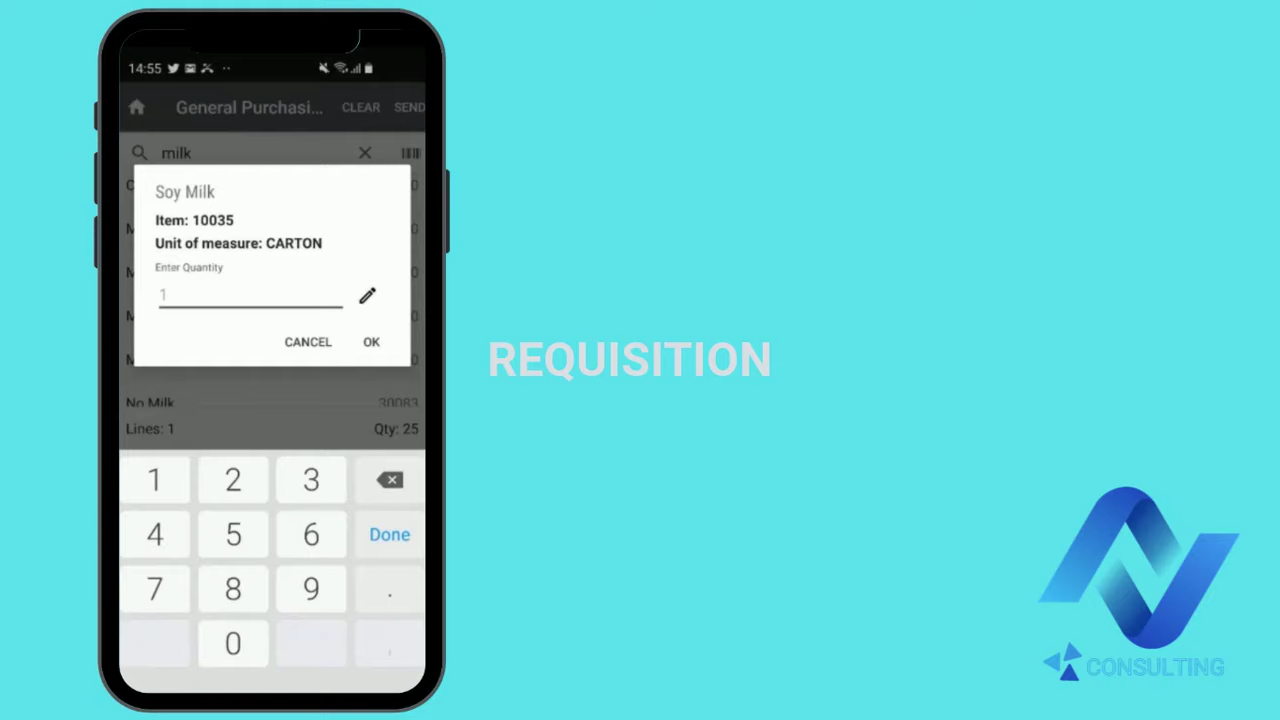 14:55
General Purchasi... CLEAR SEND
milk
Soy Milk
Item: 10035
Unit of measure: CARTON
Enter Quantity
1
CANCEL OK
No Milk 30083
Lines: 1 Qty: 25
1 2 3
4 5 6 Done
7 8 9 .
0 ,
REQUISITION
CONSULTING